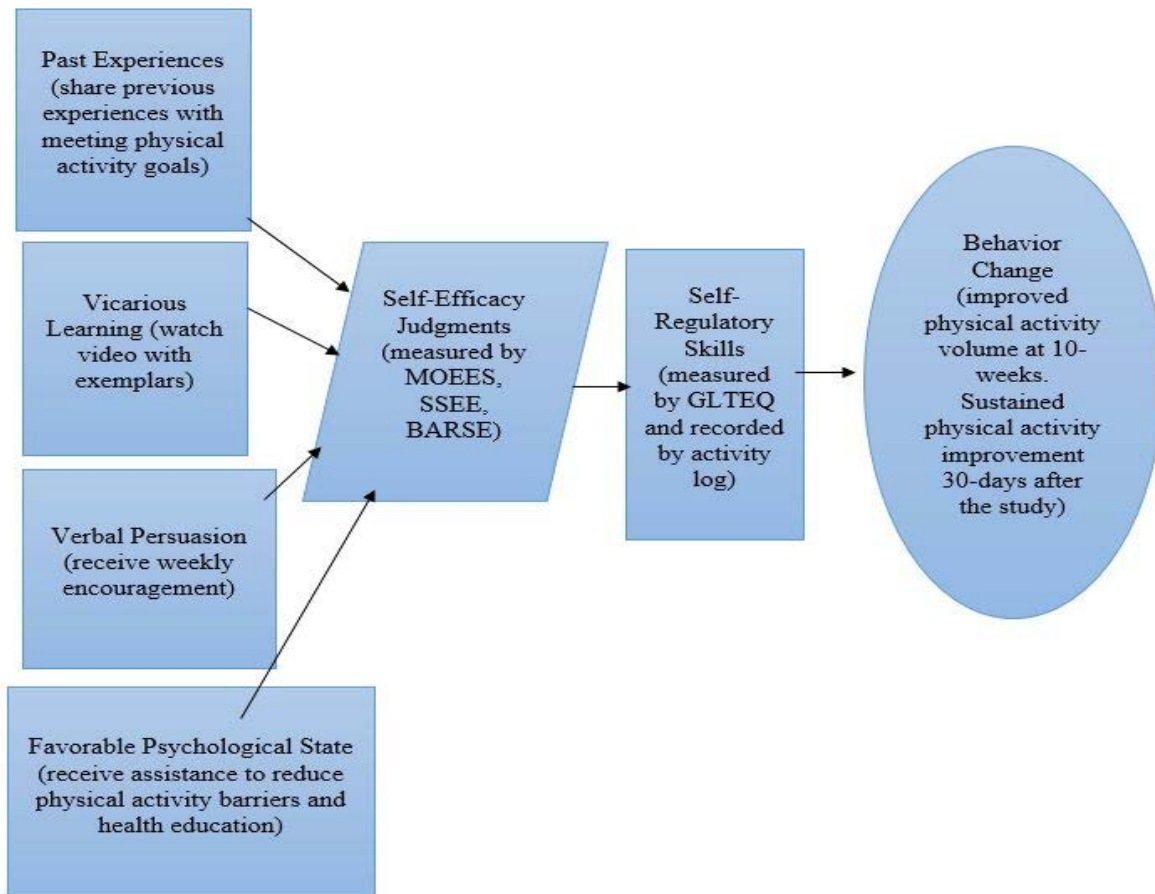 Past Experiences
(share previous
experiences with
meeting physical
activity goals)
Vicarious
Learning (watch
video with
exemplars)
Verbal Persuasion
(receive weekly
encouragement)
Favorable Psychological State
(receive assistance to reduce
physical activity barriers and
health education)
Self-Efficacy
Judgments
(measured by
MOEES,
SSEE,
BARSE)
Self-
Regulatory
Skills
(measured
by GLTEQ
and recorded
by activity
log)
Behavior
Change
(improved
physical activity
volume at 10-
weeks.
Sustained
physical activity
improvement
30-days after
the study)